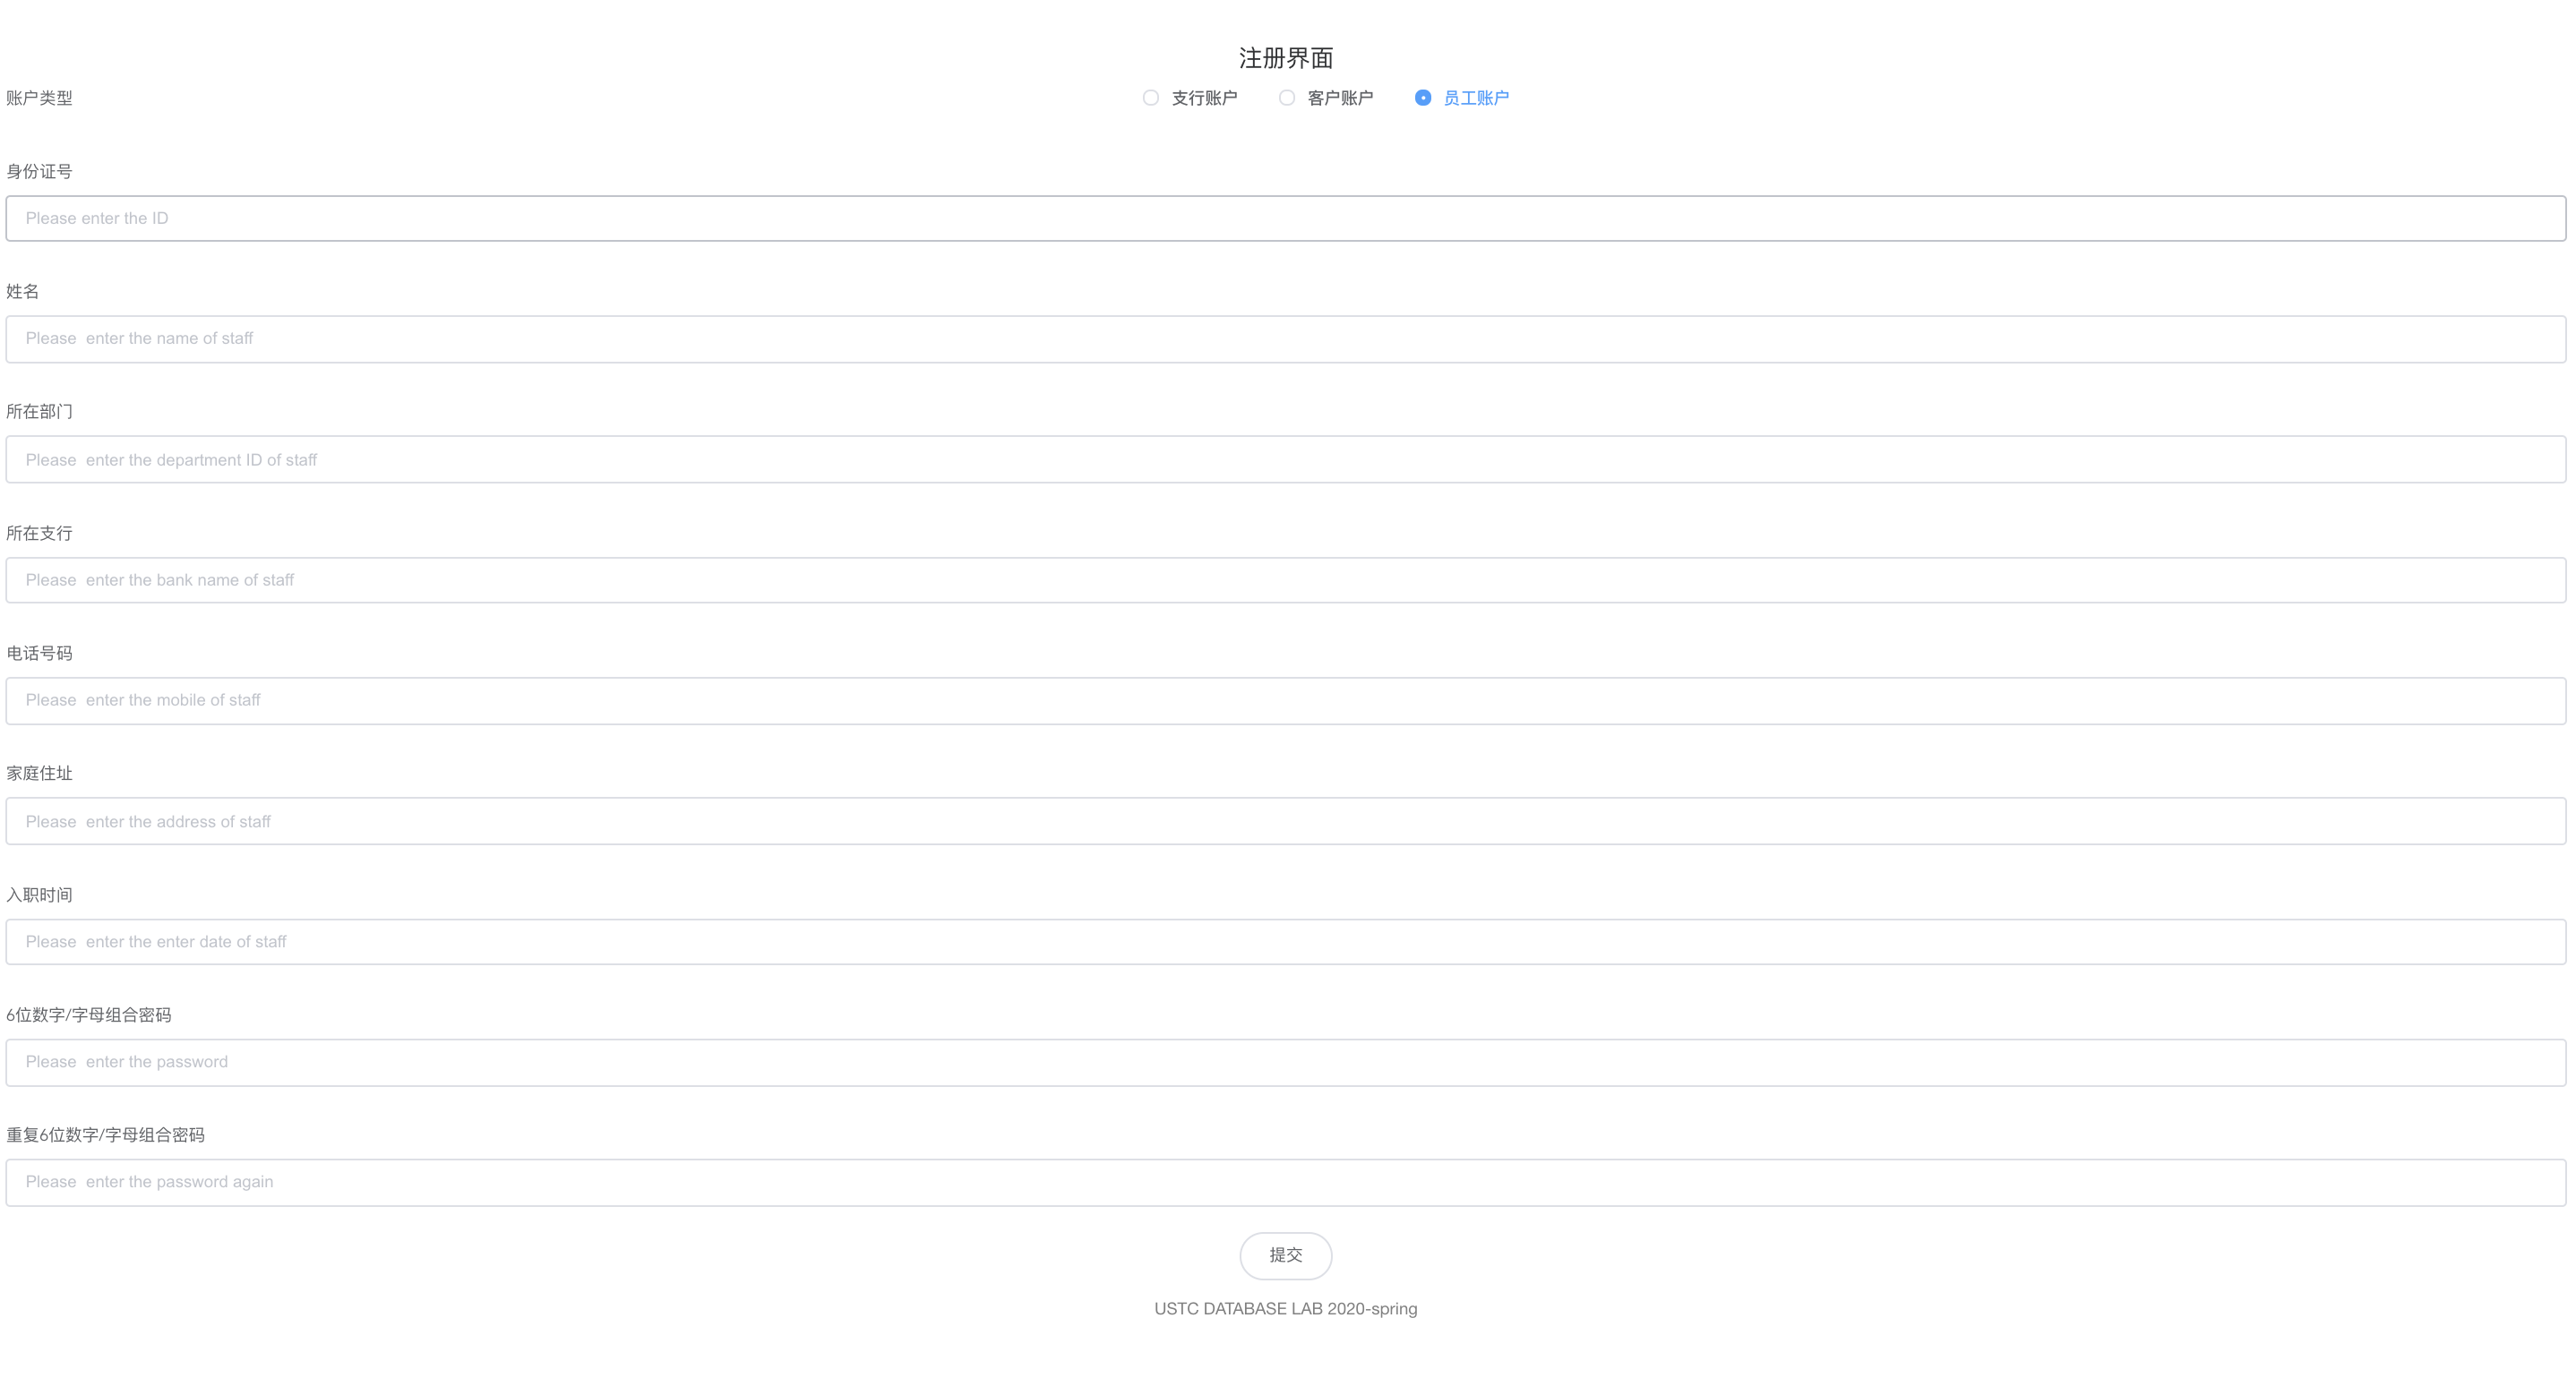 注册界面
账户类型
支行账户 客户账户 员工账户
身份证号
Please enter the ID
姓名
Please  enter the name of staff
所在部门
Please  enter the department ID of staff
所在支行
Please  enter the bank name of staff
电话号码
Please  enter the mobile of staff
家庭住址
Please  enter the address of staff
入职时间
Please  enter the enter date of staff
6位数字/字母组合密码
Please  enter the password
重复6位数字/字母组合密码
Please  enter the password again
提交
USTC DATABASE LAB 2020-spring